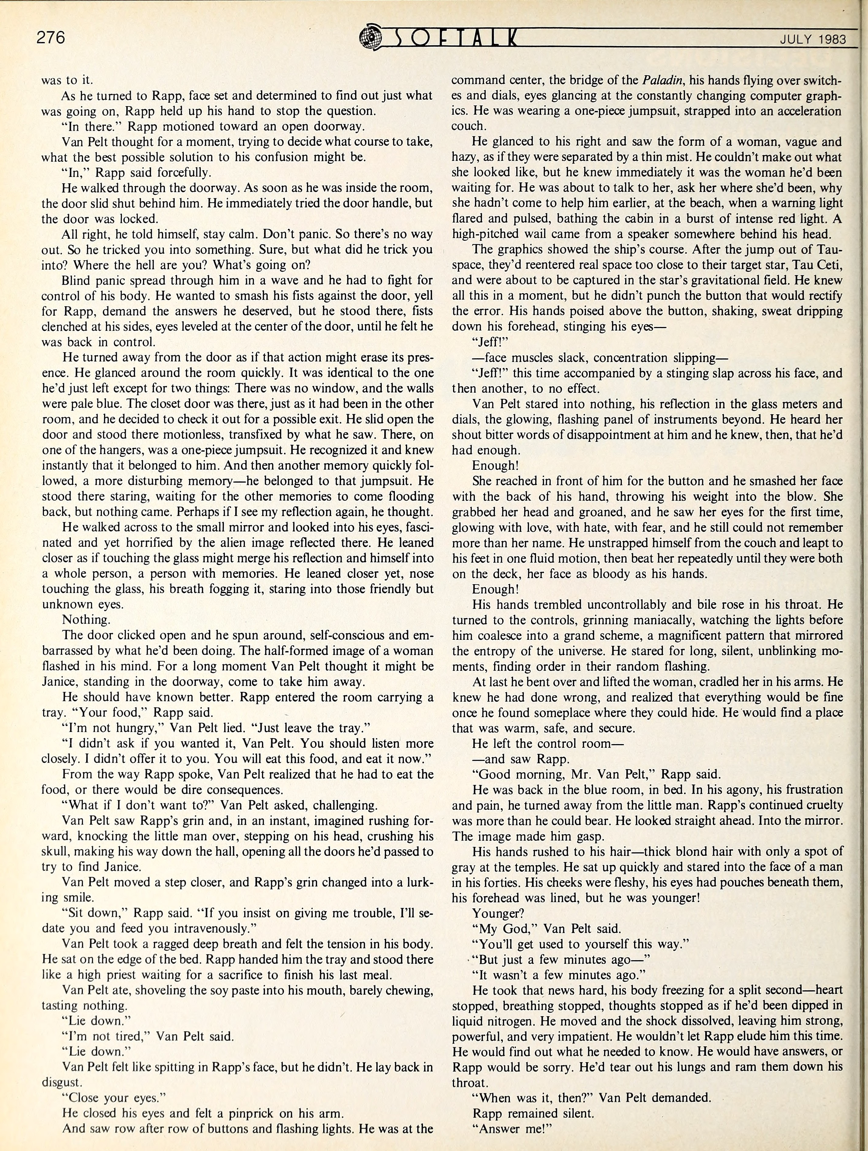 276
SOFTALK
JULY 1983
was to it.
As he turned to Rapp, face set and determined to find out just what
was going on, Rapp held up his hand to stop the question.
“In there.” Rapp motioned toward an open doorway.
Van Pelt thought for a moment, trying to decide what course to take,
what the best possible solution to his confusion might be.
“In,” Rapp said forcefully.
He walked through the doorway. As soon as he was inside the room,
the door slid shut behind him. He immediately tried the door handle, but
the door was locked.
All right, he told himself, stay calm. Don’t panic. So there’s no way
out. So he tricked you into something. Sure, but what did he trick you
into? Where the hell are you? What’s going on?
Blind panic spread through him in a wave and he had to fight for
control of his body. He wanted to smash his fists against the door, yell
for Rapp, demand the answers he deserved, but he stood there, fists
clenched at his sides, eyes leveled at the center of the door, until he felt he
was back in control.
He turned away from the door as if that action might erase its pres-
ence. He glanced around the room quickly. It was identical to the one
he’d just left except for two things: There was no window, and the walls
were pale blue. The closet door was there, just as it had been in the other
room, and he decided to check it out for a possible exit. He slid open the
door and stood there motionless, transfixed by what he saw. There, on
one of the hangers, was a one-piece jumpsuit. He recognized it and knew
instantly that it belonged to him. And then another memory quickly fol-
lowed, a more disturbing memory—he belonged to that jumpsuit. He
stood there staring, waiting for the other memories to come flooding
back, but nothing came. Perhaps if I see my reflection again, he thought.
He walked across to the small mirror and looked into his eyes, fasci-
nated and yet horrified by the alien image reflected there. He leaned
closer as if touching the glass might merge his reflection and himself into
a whole person, a person with memories. He leaned closer yet, nose
touching the glass, his breath fogging it, staring into those friendly but
unknown eyes.
Nothing.
The door clicked open and he spun around, self-conscious and em-
barrassed by what he’d been doing. The half-formed image of a woman
flashed in his mind. For a long moment Van Pelt thought it might be
Janice, standing in the doorway, come to take him away.
He should have known better. Rapp entered the room carrying a
tray. “Your food,” Rapp said.
“I’m not hungry,” Van Pelt lied. “Just leave the tray.”
“I didn’t ask if you wanted it, Van Pelt. You should listen more
closely. I didn’t offer it to you. You will eat this food, and eat it now.”
From the way Rapp spoke, Van Pelt realized that he had to eat the
food, or there would be dire consequences.
“What if I don’t want to?” Van Pelt asked, challenging.
Van Pelt saw Rapp’s grin and, in an instant, imagined rushing for-
ward, knocking the little man over, stepping on his head, crushing his
skull, making his way down the hall, opening all the doors he’d passed to
try to find Janice.
Van Pelt moved a step closer, and Rapp’s grin changed into a lurk-
ing smile.
“Sit down,” Rapp said. “If you insist on giving me trouble, I’ll se-
date you and feed you intravenously.”
Van Pelt took a ragged deep breath and felt the tension in his body.
He sat on the edge of the bed. Rapp handed him the tray and stood there
like a high priest waiting for a sacrifice to finish his last meal.
Van Pelt ate, shoveling the soy paste into his mouth, barely chewing,
tasting nothing.
“Lie down.”
“I’m not tired,” Van Pelt said.
“Lie down.”
Van Pelt felt like spitting in Rapp’s face, but he didn’t. He lay back in
disgust.
“Close your eyes.”
He closed his eyes and felt a pinprick on his arm.
And saw row after row of buttons and flashing lights. He was at the
command center, the bridge of the Paladin, his hands flying over switch-
es and dials, eyes glancing at the constantly changing computer graph-
ics. He was wearing a one-piece jumpsuit, strapped into an acceleration
couch.
He glanced to his right and saw the form of a woman, vague and
hazy, as if they were separated by a thin mist. He couldn’t make out what
she looked like, but he knew immediately it was the woman he’d been
waiting for. He was about to talk to her, ask her where she’d been, why
she hadn’t come to help him earlier, at the beach, when a warning light
flared and pulsed, bathing the cabin in a burst of intense red light. A
high-pitched wail came from a speaker somewhere behind his head.
The graphics showed the ship’s course. After the jump out of Tau-
space, they’d reentered real space too close to their target star, Tau Ceti,
and were about to be captured in the star’s gravitational field. He knew
all this in a moment, but he didn’t punch the button that would rectify
the error. His hands poised above the button, shaking, sweat dripping
down his forehead, stinging his eyes—
“Jeff!”
—face muscles slack, concentration slipping—
“Jeff!” this time accompanied by a stinging slap across his face, and
then another, to no effect.
Van Pelt stared into nothing, his reflection in the glass meters and
dials, the glowing, flashing panel of instruments beyond. He heard her
shout bitter words of disappointment at him and he knew, then, that he’d
had enough.
Enough!
She reached in front of him for the button and he smashed her face
with the back of his hand, throwing his weight into the blow. She
grabbed her head and groaned, and he saw her eyes for the first time,
glowing with love, with hate, with fear, and he still could not remember
more than her name. He unstrapped himself from the couch and leapt to
his feet in one fluid motion, then beat her repeatedly until they were both
on the deck, her face as bloody as his hands.
Enough!
His hands trembled uncontrollably and bile rose in his throat. He
turned to the controls, grinning maniacally, watching the lights before
him coalesce into a grand scheme, a magnificent pattern that mirrored
the entropy of the universe. He stared for long, silent, unblinking mo-
ments, finding order in their random flashing.
At last he bent over and lifted the woman, cradled her in his arms. He
knew he had done wrong, and realized that everything would be fine
once he found someplace where they could hide. He would find a place
that was warm, safe, and secure.
He left the control room—
—and saw Rapp.
“Good morning, Mr. Van Pelt,” Rapp said.
He was back in the blue room, in bed. In his agony, his frustration
and pain, he turned away from the little man. Rapp’s continued cruelty
was more than he could bear. He looked straight ahead. Into the mirror.
The image made him gasp.
His hands rushed to his hair—thick blond hair with only a spot of
gray at the temples. He sat up quickly and stared into the face of a man
in his forties. His cheeks were fleshy, his eyes had pouches beneath them,
his forehead was lined, but he was younger!
Younger?
“My God,” Van Pelt said.
“You’ll get used to yourself this way.”
“But just a few minutes ago—”
“It wasn’t a few minutes ago.”
He took that news hard, his body freezing for a split second—heart
stopped, breathing stopped, thoughts stopped as if he’d been dipped in
liquid nitrogen. He moved and the shock dissolved, leaving him strong,
powerful, and very impatient. He wouldn’t let Rapp elude him this time.
He would find out what he needed to know. He would have answers, or
Rapp would be sorry. He’d tear out his lungs and ram them down his
throat.
“When was it, then?” Van Pelt demanded.
Rapp remained silent.
“Answer me!”